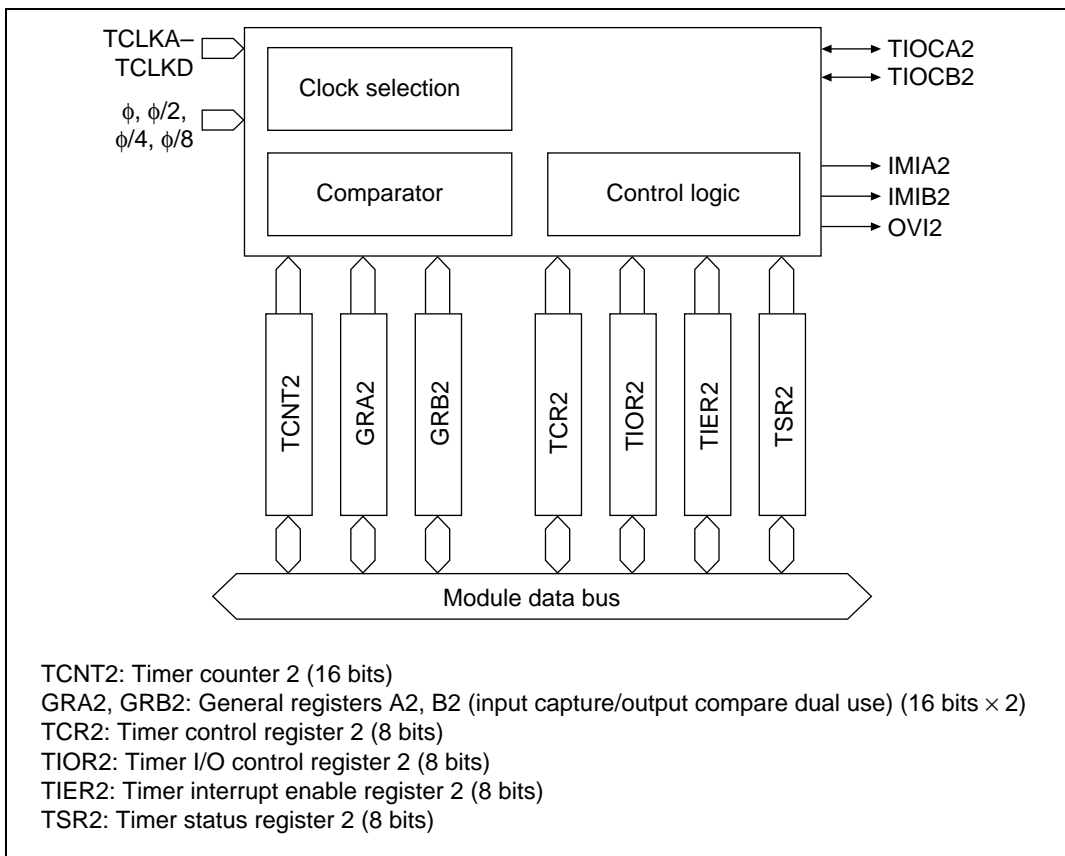 TCLKA–
TCLKD
ϕ, ϕ/2,
ϕ/4, ϕ/8
Clock selection
Comparator
Control logic
TIOCA2
TIOCB2
IMIA2
IMIB2
OVI2
TCNT2
GRA2
GRB2
TCR2
TIOR2
TIER2
TSR2
Module data bus
TCNT2: Timer counter 2 (16 bits)
GRA2, GRB2: General registers A2, B2 (input capture/output compare dual use) (16 bits × 2)
TCR2: Timer control register 2 (8 bits)
TIOR2: Timer I/O control register 2 (8 bits)
TIER2: Timer interrupt enable register 2 (8 bits)
TSR2: Timer status register 2 (8 bits)